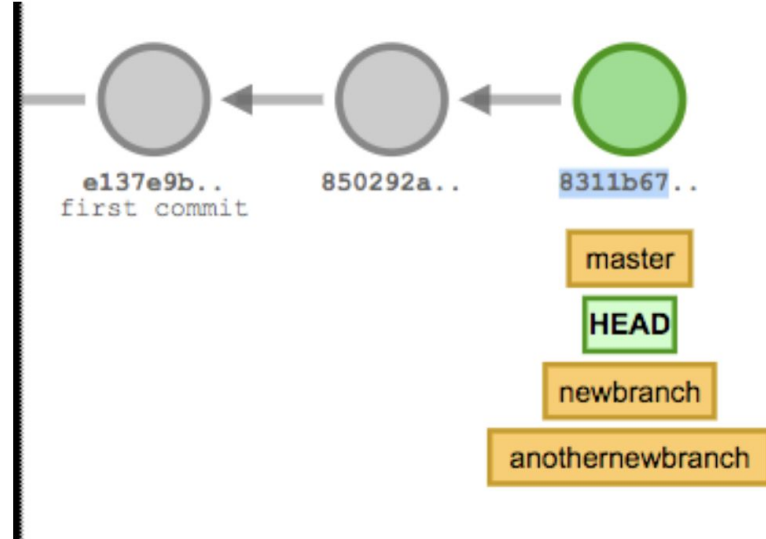 e137e9b.. 850292a.. 8311b67..
first commit
master
HEAD
newbranch
anothernewbranch